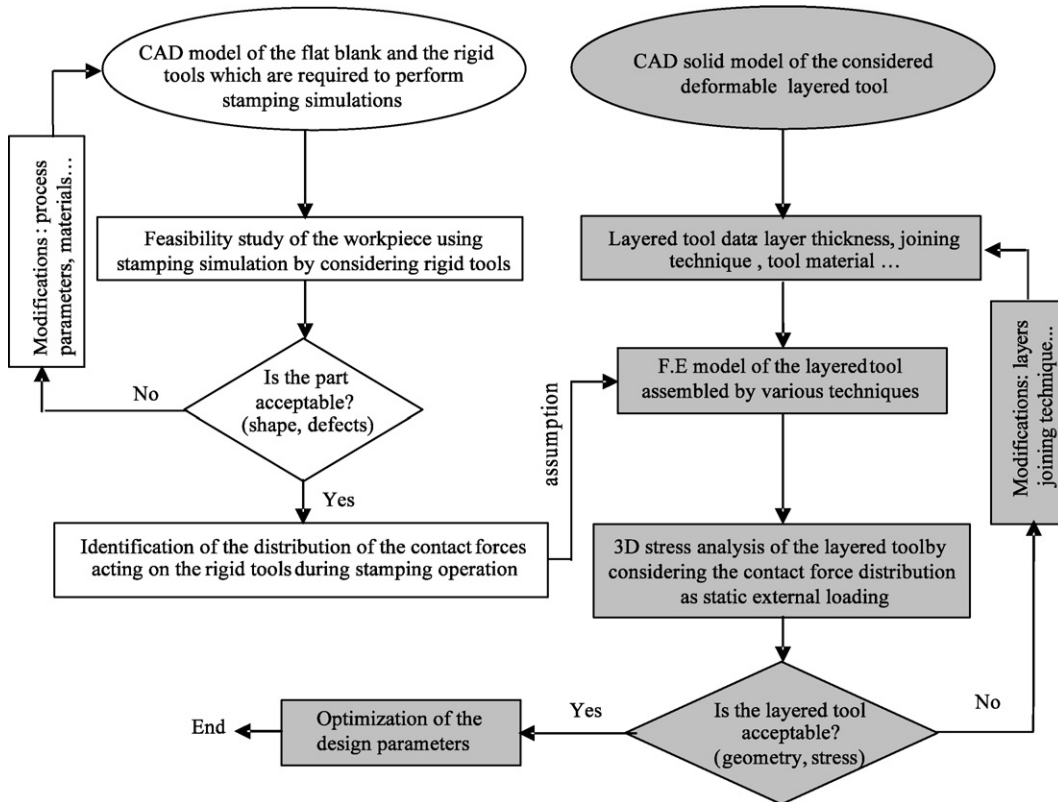 CAD model of the flat blank and the rigid
tools which are required to perform
stamping simulations
Modifications : process
parameters, materials...
Feasibility study of the workpiece using
stamping simulation by considering rigid tools
Is the part
acceptable?
(shape, defects)
No
Yes
Identification of the distribution of the contact forces
acting on the rigid tools during stamping operation
assumption
CAD solid model of the considered
deformable layered tool
Layered tool data: layer thickness, joining
technique , tool material ...
F.E model of the layered tool
assembled by various techniques
Modifications: layers
joining technique...
3D stress analysis of the layered toolby
considering the contact force distribution
as static external loading
Is the layered tool
acceptable?
(geometry, stress)
No
Yes
Optimization of the
design parameters
End